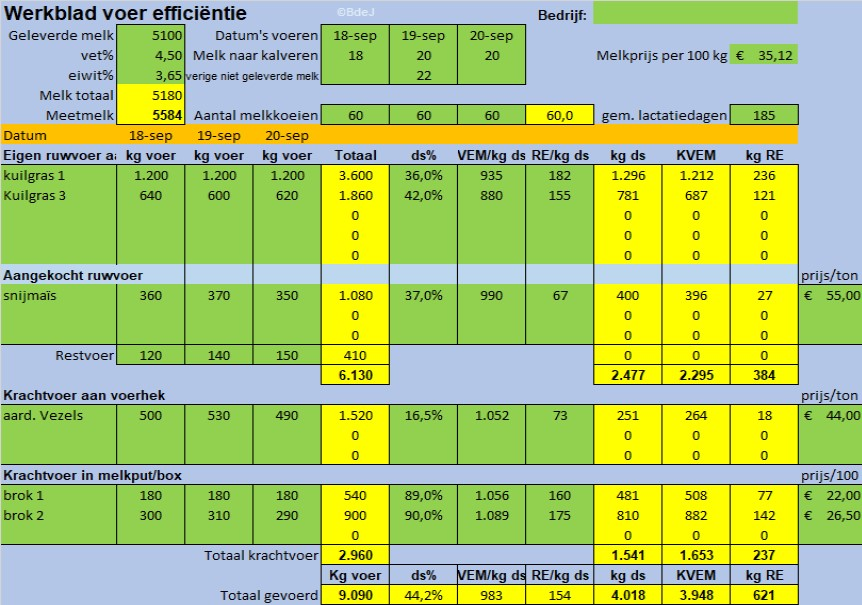 Werkblad voer efficiëntie ©BdeJ Bedrijf:
Geleverde melk 5100 Datum's voeren 18-sep 19-sep 20-sep
vet% 4,50 Melk naar kalveren 18 20 20 Melkprijs per 100 kg € 35,12
eiwit% 3,65 verige niet geleverde melk 22
Melk totaal 5180
Meetmelk 5584 Aantal melkkoeien 60 60 60 60,0 gem. lactatiedagen 185
Datum 18-sep 19-sep 20-sep
Eigen ruwvoer aa kg voer kg voer kg voer Totaal ds% VEM/kg ds RE/kg ds kg ds KVEM kg RE
kuilgras 1 1.200 1.200 1.200 3.600 36,0% 935 182 1.296 1.212 236
Kuilgras 3 640 600 620 1.860 42,0% 880 155 781 687 121
0 0 0 0
0 0 0 0
0 0 0 0
Aangekocht ruwvoer prijs/ton
snijmaïs 360 370 350 1.080 37,0% 990 67 400 396 27 € 55,00
0 0 0 0
0 0 0 0
Restvoer 120 140 150 410 0 0 0
6.130 2.477 2.295 384
Krachtvoer aan voerhek prijs/ton
aard. Vezels 500 530 490 1.520 16,5% 1.052 73 251 264 18 € 44,00
0 0 0 0
0 0 0 0
Krachtvoer in melkput/box prijs/100
brok 1 180 180 180 540 89,0% 1.056 160 481 508 77 € 22,00
brok 2 300 310 290 900 90,0% 1.089 175 810 882 142 € 26,50
0 0 0 0
Totaal krachtvoer 2.960 1.541 1.653 237
Kg voer ds% VEM/kg ds RE/kg ds kg ds KVEM kg RE
Totaal gevoerd 9.090 44,2% 983 154 4.018 3.948 621